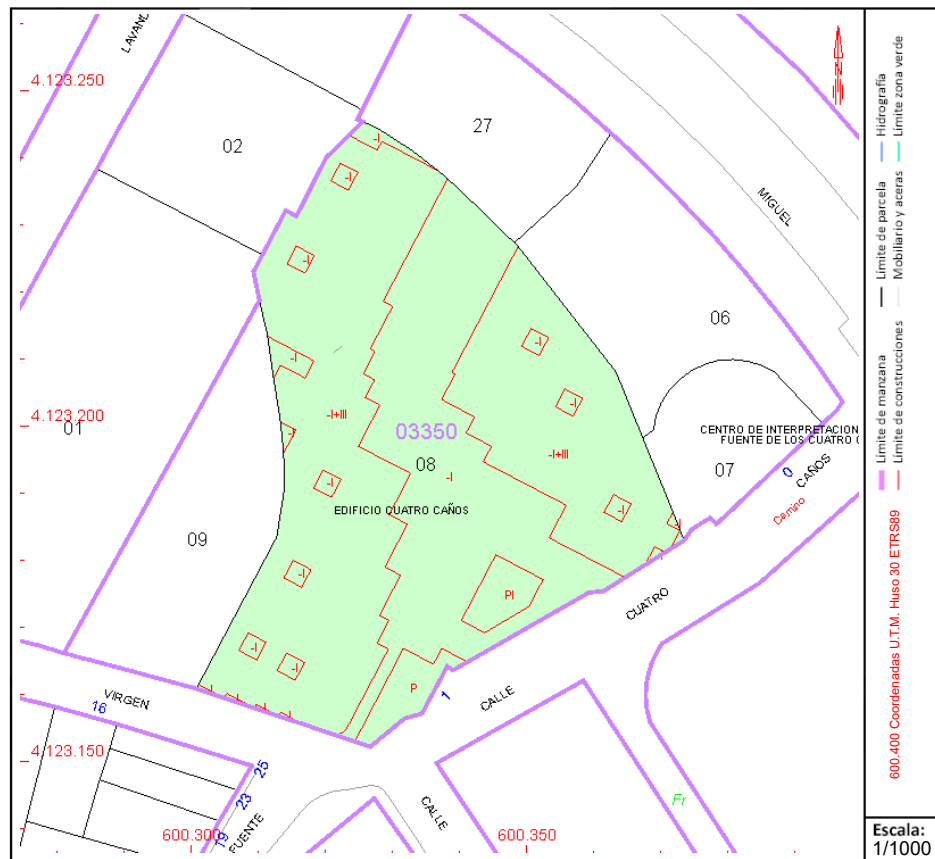 LAVAND
4.123.250
02
27
N
MIGUEL
-I
-I
-I
-I
-I
06
4.123.200
01
-I+III
03350
-I
CENTRO DE INTERPRETACION
FUENTE DE LOS CUATRO C
08
-I
-I+III
07
0
CAÑOS
-I
-I
EDIFICIO CUATRO CAÑOS
-I
Camino
09
-I
-I
PI
CUATRO
-I
-I
P
1
CALLE
VIRGEN
16
4.123.150
25
23
19
FUENTE
CALLE
Fr
600.300
600.350
Hidrografía
Límite zona verde
Límite de parcela
Mobiliario y aceras
Límite de manzana
Límite de construcciones
600.400 Coordenadas U.T.M. Huso 30 ETRS89
Escala:
1/1000